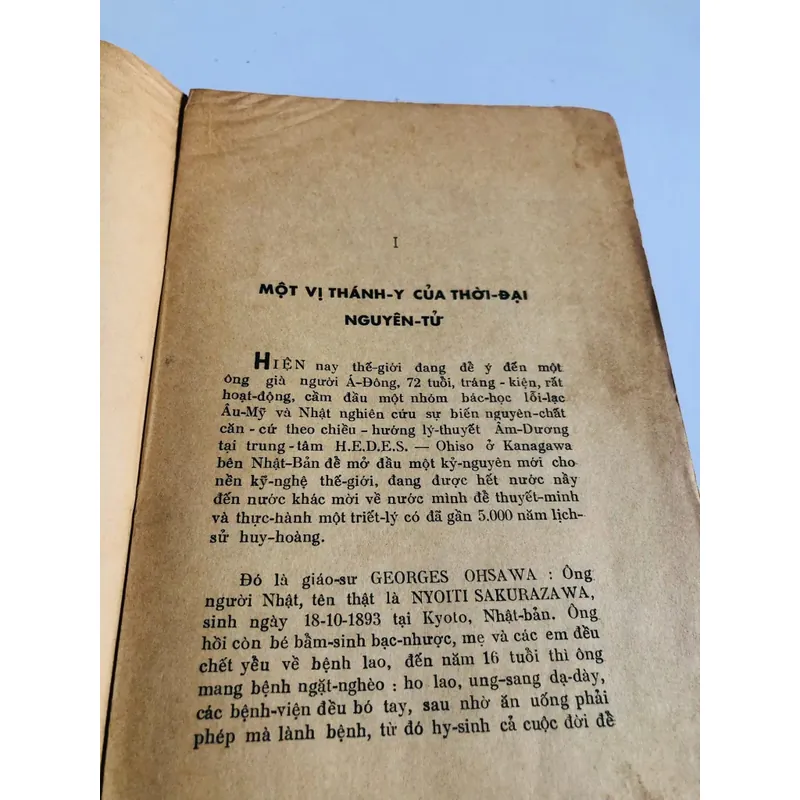 I
MỘT VỊ THÁNH-Y CỦA THỜI-ĐẠI
NGUYÊN-TỬ
HIỆN nay thế-giới đang để ý đến một
ông già người Á-Đông, 72 tuổi, tráng-kiện, rất
hoạt-động, cầm đầu một nhóm bác-học lỗi-lạc
Âu-Mỹ và Nhật nghiên cứu sự biến nguyên-chất
căn-cứ theo chiều-hướng lý-thuyết Âm-Dương
tại trung-tâm H.E.D.E.S. — Ohiso ở Kanagawa
bên Nhật-Bản để mở đầu một kỷ-nguyên mới cho
nền kỹ-nghệ thế-giới, đang được hết nước nầy
đến nước khác mời về nước mình để thuyết-minh
và thực-hành một triết-lý có đã gần 5.000 năm lịch-
sử huy-hoàng.
Đó là giáo-sư GEORGES OHSAWA : Ông
người Nhật, tên thật là NYOITI SAKURAZAWA,
sinh ngày 18-10-1893 tại Kyoto, Nhật-bản. Ông
hồi còn bé bẩm-sinh bạc-nhược, mẹ và các em đều
chết yểu về bệnh lao, đến năm 16 tuổi thì ông
mang bệnh ngặt-nghèo : ho lao, ung-sang dạ-dày,
các bệnh-viện đều bó tay, sau nhờ ăn uống phải
phép mà lành bệnh, từ đó hy-sinh cả cuộc đời để